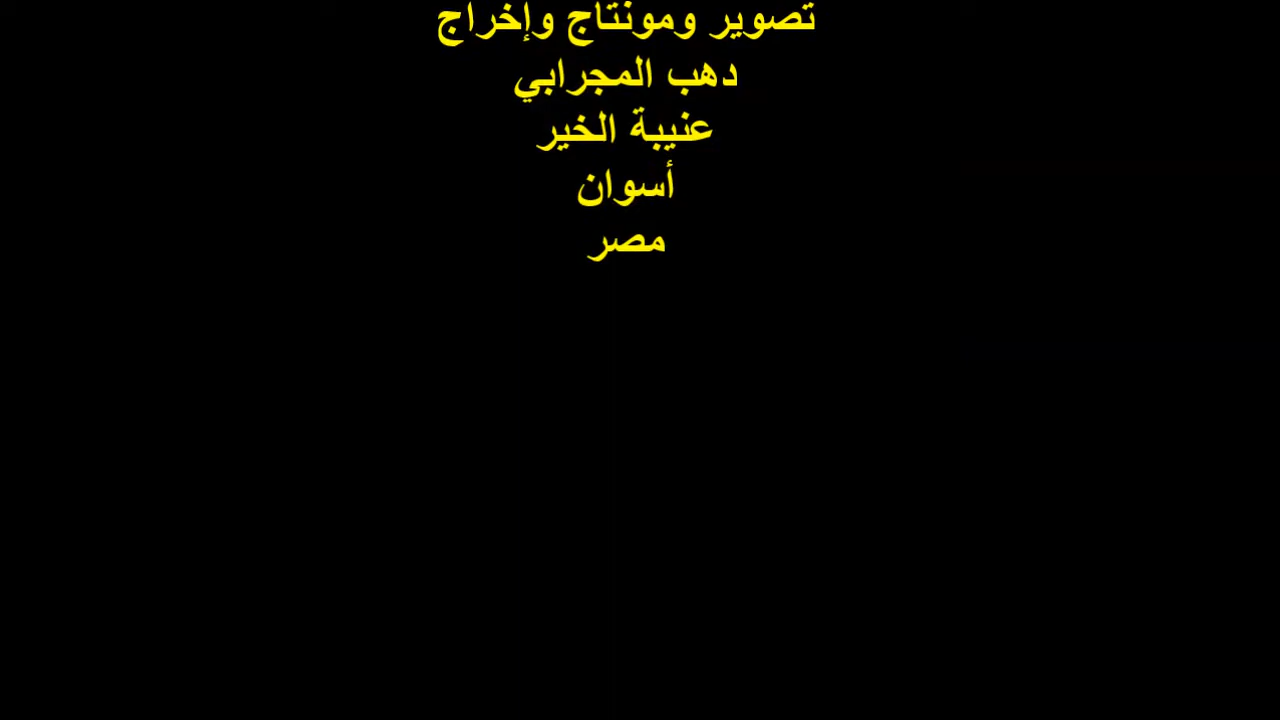 تصوير ومونتاج وإخراج
دهب المجرابي
عنيبة الخير
أسوان
مصر